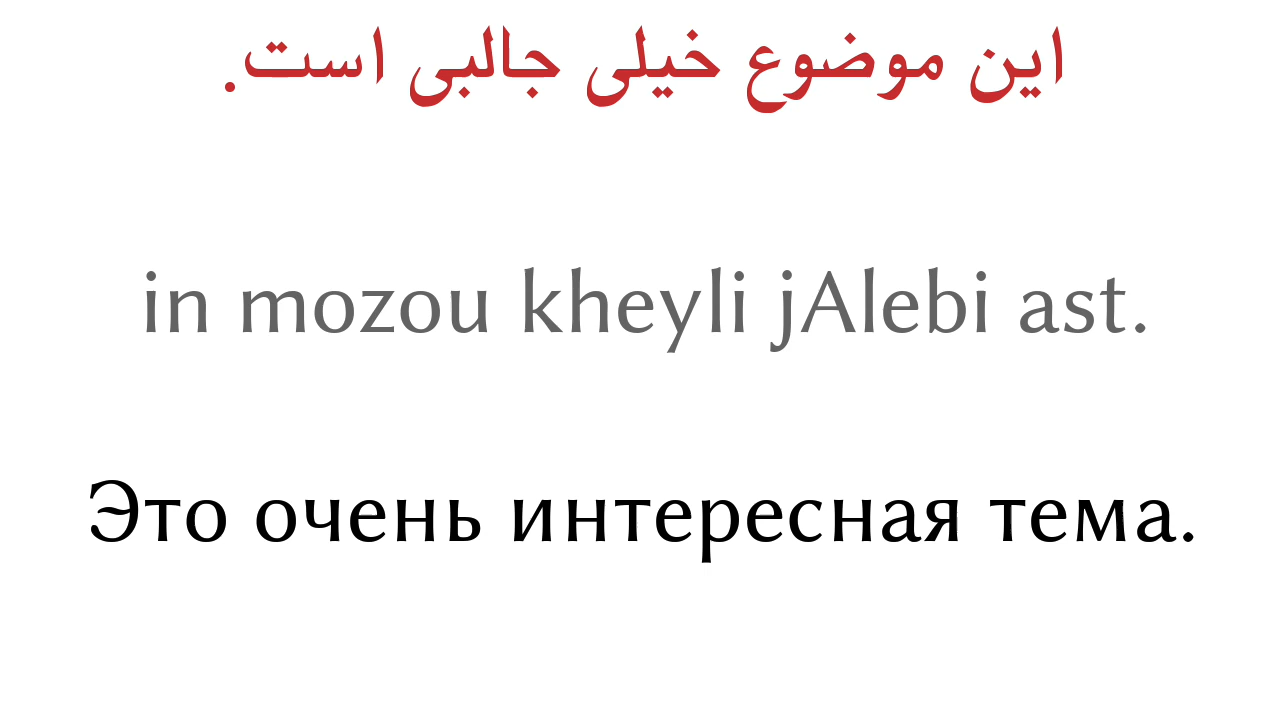 این موضوع خیلی جالبی است.
in mozou kheyli jAlebi ast.
Это очень интересная тема.